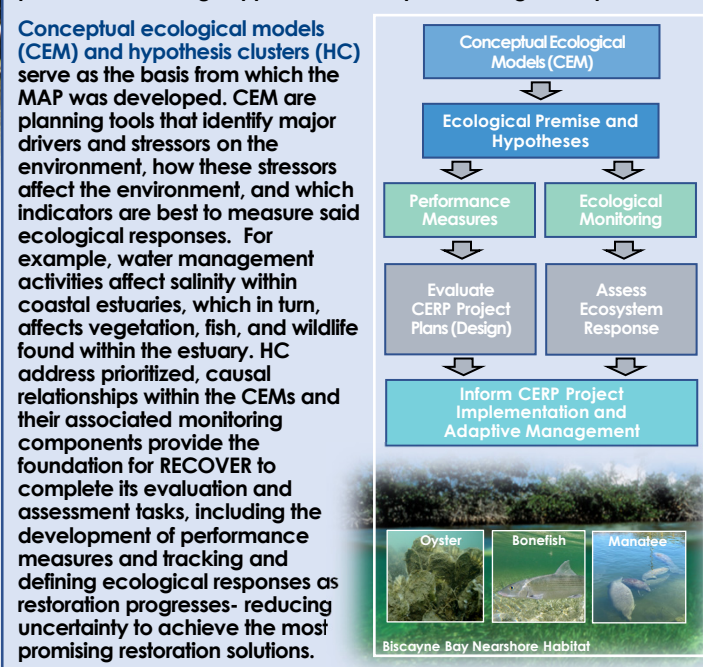 Conceptual ecological models
(CEM) and hypothesis clusters (HC)
serve as the basis from which the
MAP was developed. CEM are
planning tools that identify major
drivers and stressors on the
environment, how these stressors
affect the environment, and which
indicators are best to measure said
ecological responses. For
example, water management
activities affect salinity within
coastal estuaries, which in turn,
affects vegetation, fish, and wildlife
found within the estuary. HC
address prioritized, causal
relationships within the CEMs and
their associated monitoring
components provide the
foundation for RECOVER to
complete its evaluation and
assessment tasks, including the
development of performance
measures and tracking and
defining ecological responses as
restoration progresses- reducing
uncertainty to achieve the most
promising restoration solutions.
Conceptual Ecological
Models (CEM)
Ecological Premise and
Hypotheses
Performance
Measures
Ecological
Monitoring
Evaluate
CERP Project
Plans (Design)
Assess
Ecosystem
Response
Inform CERP Project
Implementation and
Adaptive Management
Oyster
Bonefish
Manatee
Biscayne Bay Nearshore Habitat